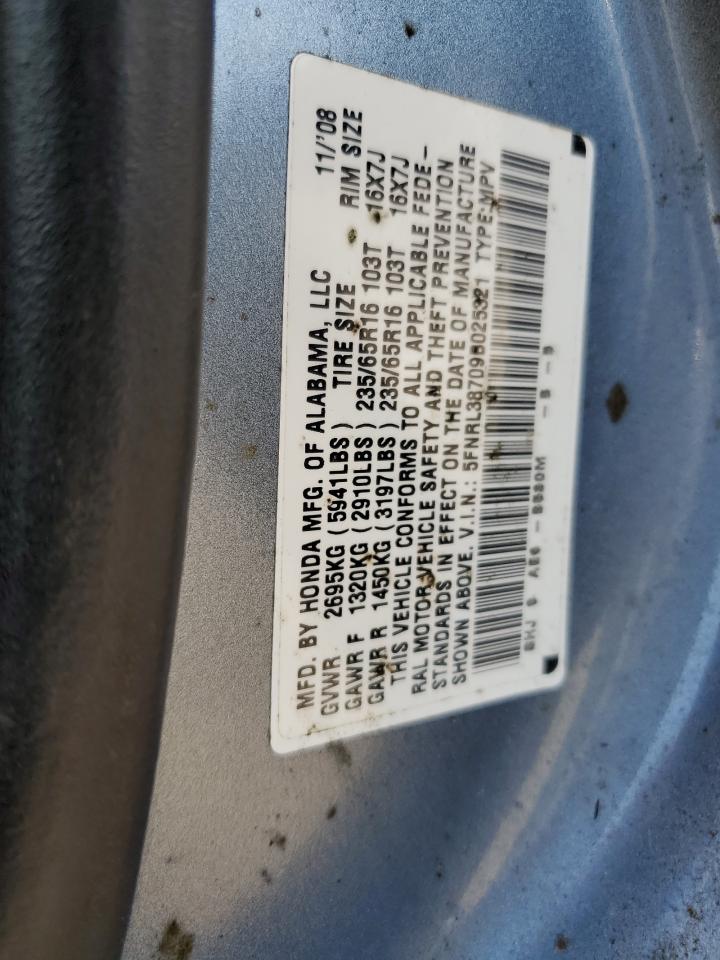 MFD. BY HONDA MFG. OF ALABAMA, LLC 11/'08
GVWR 2695KG (5941LBS) TIRE SIZE RIM SIZE
GAWR F 1320KG (2910LBS) 235/65R16 103T 16X7J
GAWR R 1450KG (3197LBS) 235/65R16 103T 16X7J
THIS VEHICLE CONFORMS TO ALL APPLICABLE FEDE-
RAL MOTOR VEHICLE SAFETY AND THEFT PREVENTION
STANDARDS IN EFFECT ON THE DATE OF MANUFACTURE
SHOWN ABOVE. V.I.N.: TYPE:MPV